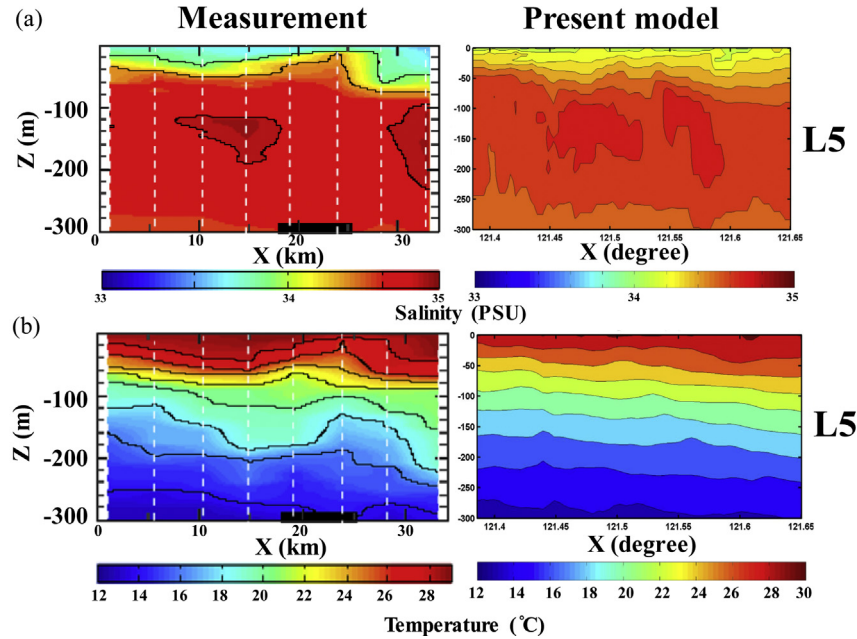 (a) Measurement Present model
0
-50
-100 -100
-150
-200 -200
-250
-300 -300
L5
0 10 20 30 121.4 121.45 121.5 121.55 121.6 121.65
X (km) X (degree)
33 34 35 33 34 35
Salinity (PSU)
(b)
0
-50
-100 -100
-150
-200 -200
-250
-300 -300
L5
0 10 20 30 121.4 121.45 121.5 121.55 121.6 121.65
X (km) X (degree)
12 14 16 18 20 22 24 26 28 12 14 16 18 20 22 24 26 28 30
Temperature (°C)
Z (m)
Z (m)